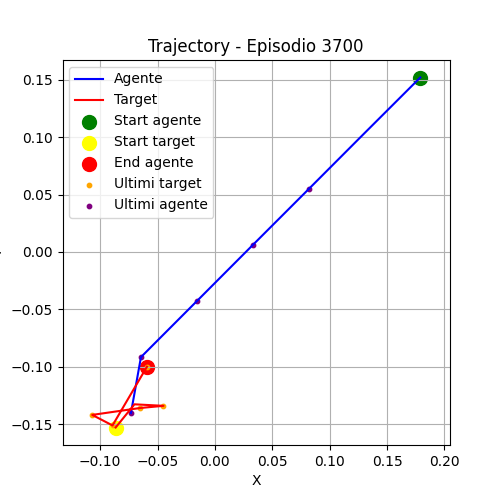 Trajectory - Episodio 3700
Agente
Target
Start agente
Start target
End agente
Ultimi target
Ultimi agente
0.15
0.10
0.05
0.00
−0.05
−0.10
−0.15
−0.10
−0.05
0.00
0.05
0.10
0.15
0.20
X